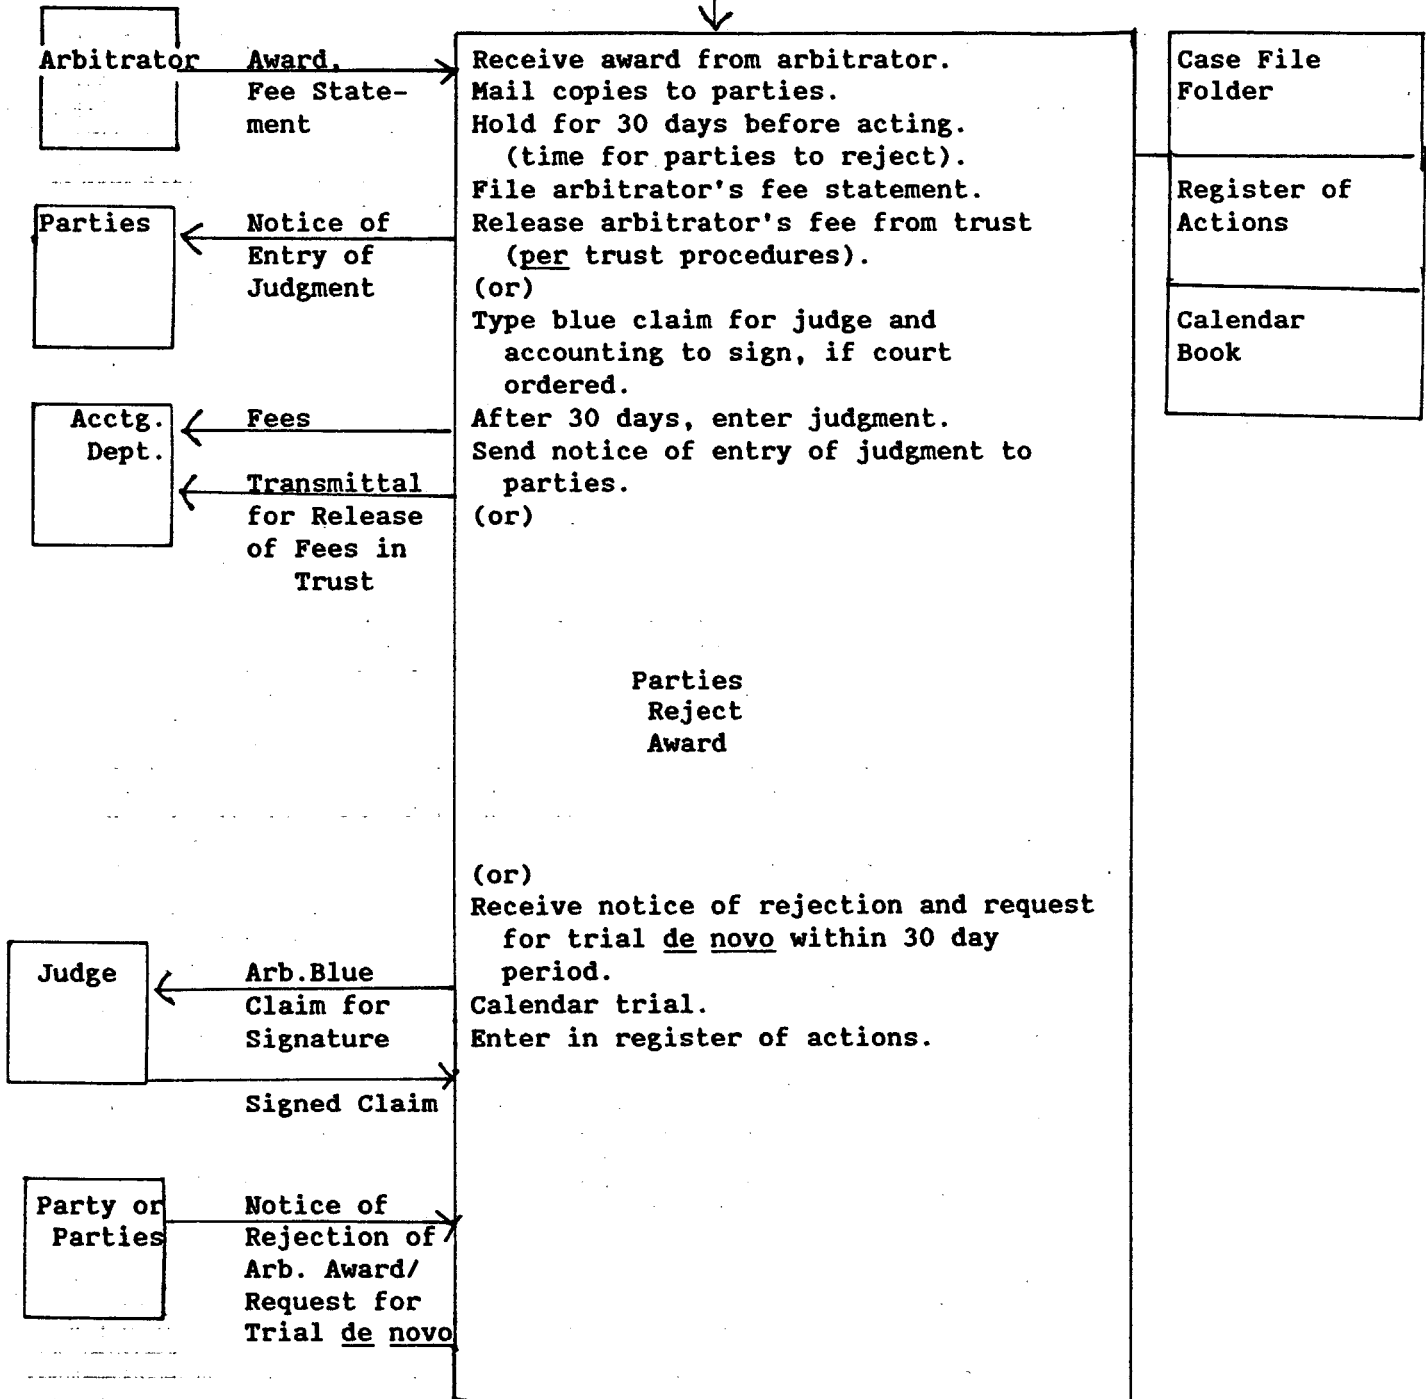 Arbitrator
Award,
Fee State-
ment
Parties
Notice of
Entry of
Judgment
Acctg.
Dept.
Fees
Transmittal
for Release
of Fees in
Trust
Judge
Arb.Blue
Claim for
Signature
Signed Claim
Party or
Parties
Notice of
Rejection of
Arb. Award/
Request for
Trial de novo
Receive award from arbitrator.
Mail copies to parties.
Hold for 30 days before acting.
(time for parties to reject).
File arbitrator's fee statement.
Release arbitrator's fee from trust
(per trust procedures).
(or)
Type blue claim for judge and
accounting to sign, if court
ordered.
After 30 days, enter judgment.
Send notice of entry of judgment to
parties.
(or)
Parties
Reject
Award
(or)
Receive notice of rejection and request
for trial de novo within 30 day
period.
Calendar trial.
Enter in register of actions.
Case File
Folder
Register of
Actions
Calendar
Book